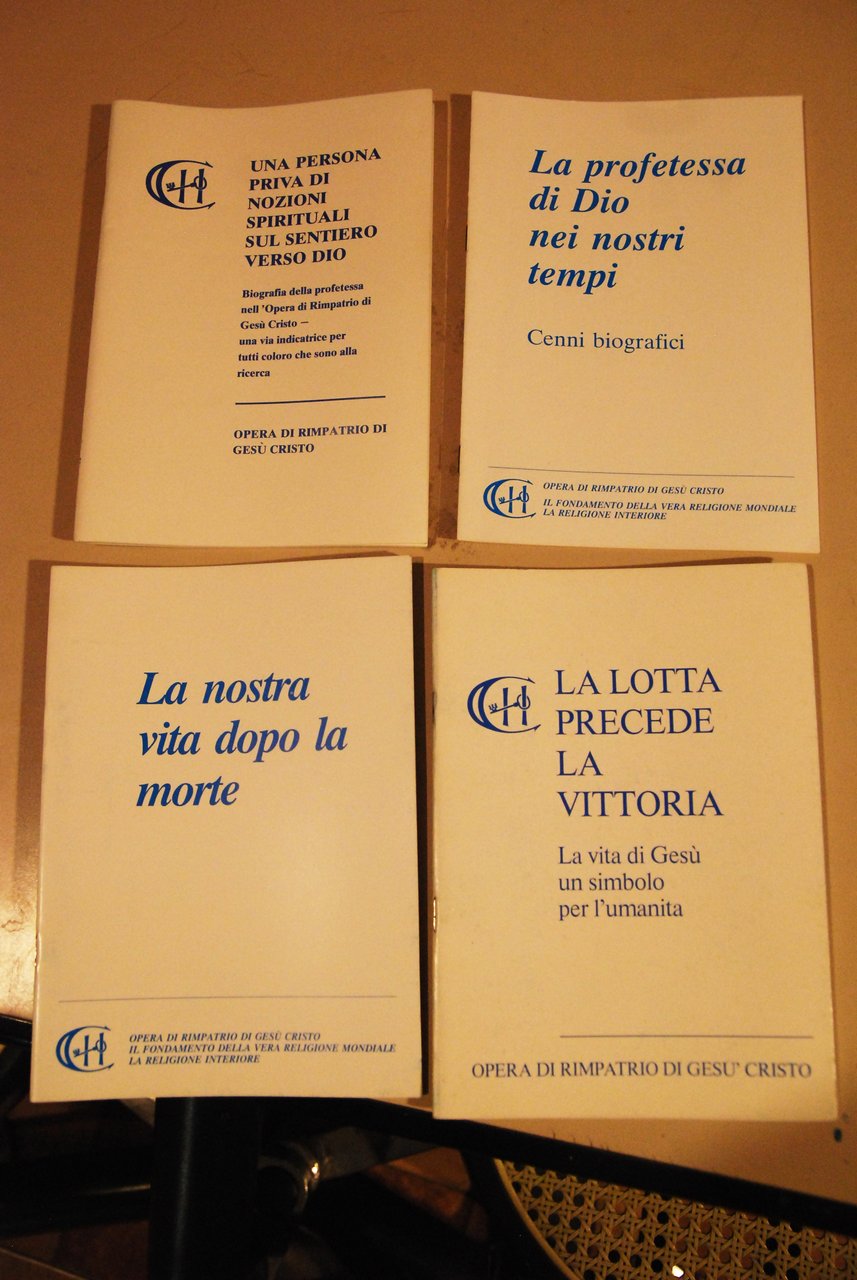 UNA PERSONA
PRIVA DI
NOZIONI
SPIRITUALI
SUL SENTIERO
VERSO DIO
Biografia della profetessa
nell'Opera di Rimpatrio di
Gesù Cristo –
una via indicatrice per
tutti coloro che sono alla
ricerca
OPERA DI RIMPATRIO DI
GESÙ CRISTO
La profetessa
di Dio
nei nostri
tempi
Cenni biografici
OPERA DI RIMPATRIO DI GESÙ CRISTO
IL FONDAMENTO DELLA VERA RELIGIONE MONDIALE
LA RELIGIONE INTERIORE
La nostra
vita dopo la
morte
OPERA DI RIMPATRIO DI GESÙ CRISTO
IL FONDAMENTO DELLA VERA RELIGIONE MONDIALE
LA RELIGIONE INTERIORE
LA LOTTA
PRECEDE
LA
VITTORIA
La vita di Gesù
un simbolo
per l'umanita
OPERA DI RIMPATRIO DI GESU' CRISTO